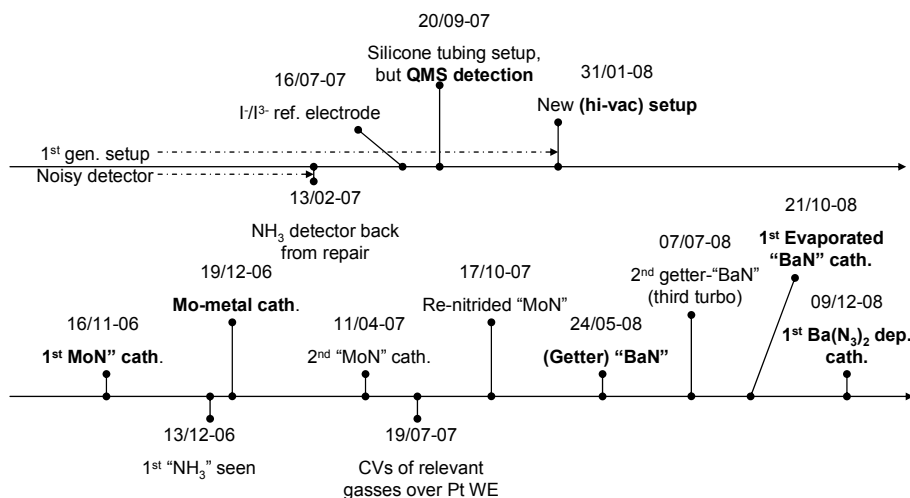 20/09-07
Silicone tubing setup,
but QMS detection
16/07-07
I-/I3- ref. electrode
31/01-08
New (hi-vac) setup
1st gen. setup
Noisy detector
13/02-07
NH3 detector back
from repair
21/10-08
1st Evaporated
“BaN” cath.
19/12-06
Mo-metal cath.
17/10-07
Re-nitrided “MoN”
07/07-08
2nd getter-“BaN”
(third turbo)
16/11-06
1st MoN” cath.
11/04-07
2nd “MoN” cath.
24/05-08
(Getter) “BaN”
09/12-08
1st Ba(N3)2 dep.
cath.
13/12-06
1st “NH3” seen
19/07-07
CVs of relevant
gasses over Pt WE